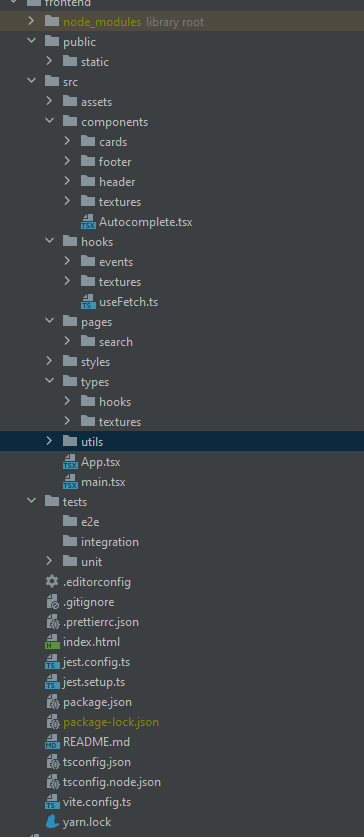 frontend
node_modules library root
public
static
src
assets
components
cards
footer
header
textures
Autocomplete.tsx
hooks
events
textures
useFetch.ts
pages
search
styles
types
hooks
textures
utils
App.tsx
main.tsx
tests
e2e
integration
unit
.editorconfig
.gitignore
.prettierrc.json
index.html
jest.config.ts
jest.setup.ts
package.json
package-lock.json
README.md
tsconfig.json
tsconfig.node.json
vite.config.ts
yarn.lock